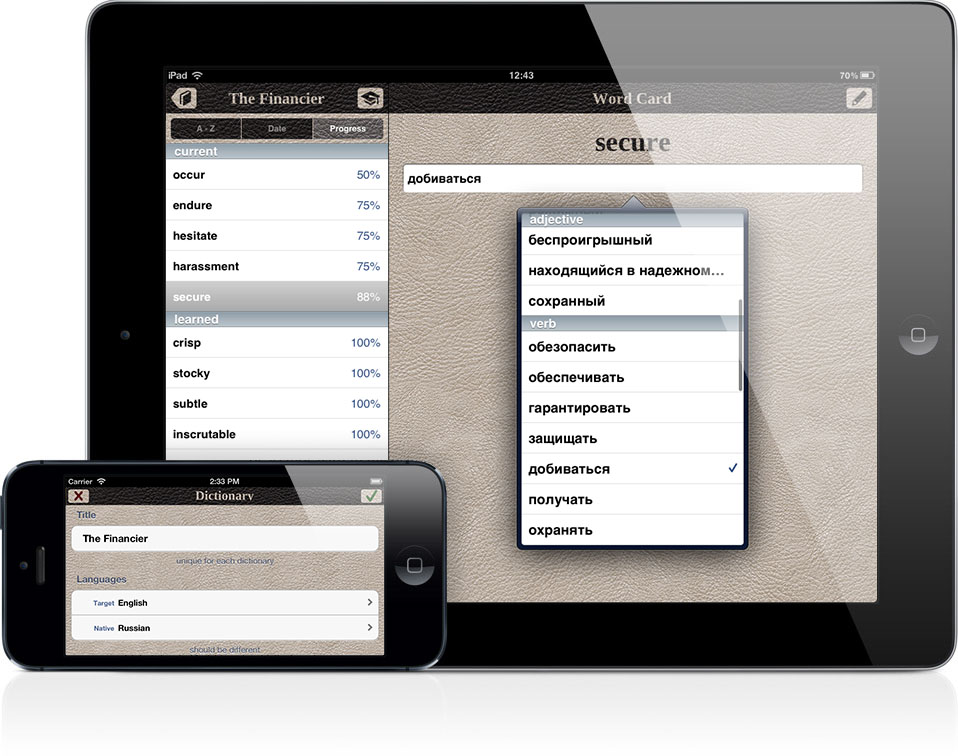 iPad 12:43 70%
The Financier Word Card
A - Z Date Progress
secure
добиваться
current
occur 50%
endure 75%
hesitate 75%
harassment 75%
secure 88%
learned
crisp 100%
stocky 100%
subtle 100%
inscrutable 100%
adjective
беспроигрышный
находящийся в надежном...
сохранный
verb
обезопасить
обеспечивать
гарантировать
защищать
добиваться
получать
охранять
Carrier 2:33 PM
Dictionary
Title
The Financier
unique for each dictionary
Languages
Target English
Native Russian
should be different